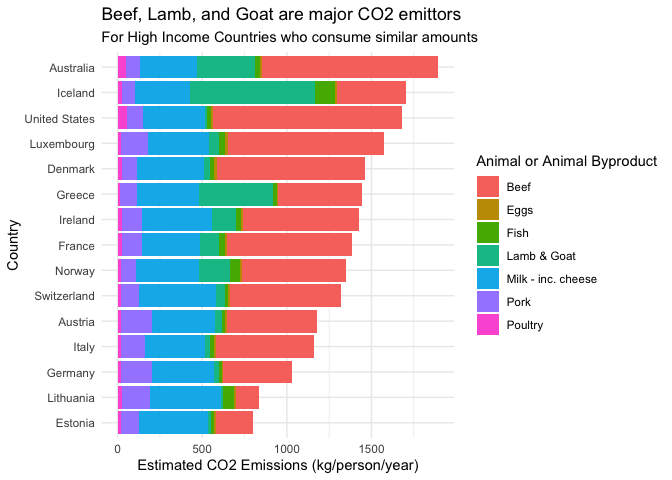 Beef, Lamb, and Goat are major CO2 emittors
For High Income Countries who consume similar amounts
Country
Australia
Iceland
United States
Luxembourg
Denmark
Greece
Ireland
France
Norway
Switzerland
Austria
Italy
Germany
Lithuania
Estonia
0 500 1000 1500
Estimated CO2 Emissions (kg/person/year)
Animal or Animal Byproduct
Beef
Eggs
Fish
Lamb & Goat
Milk - inc. cheese
Pork
Poultry